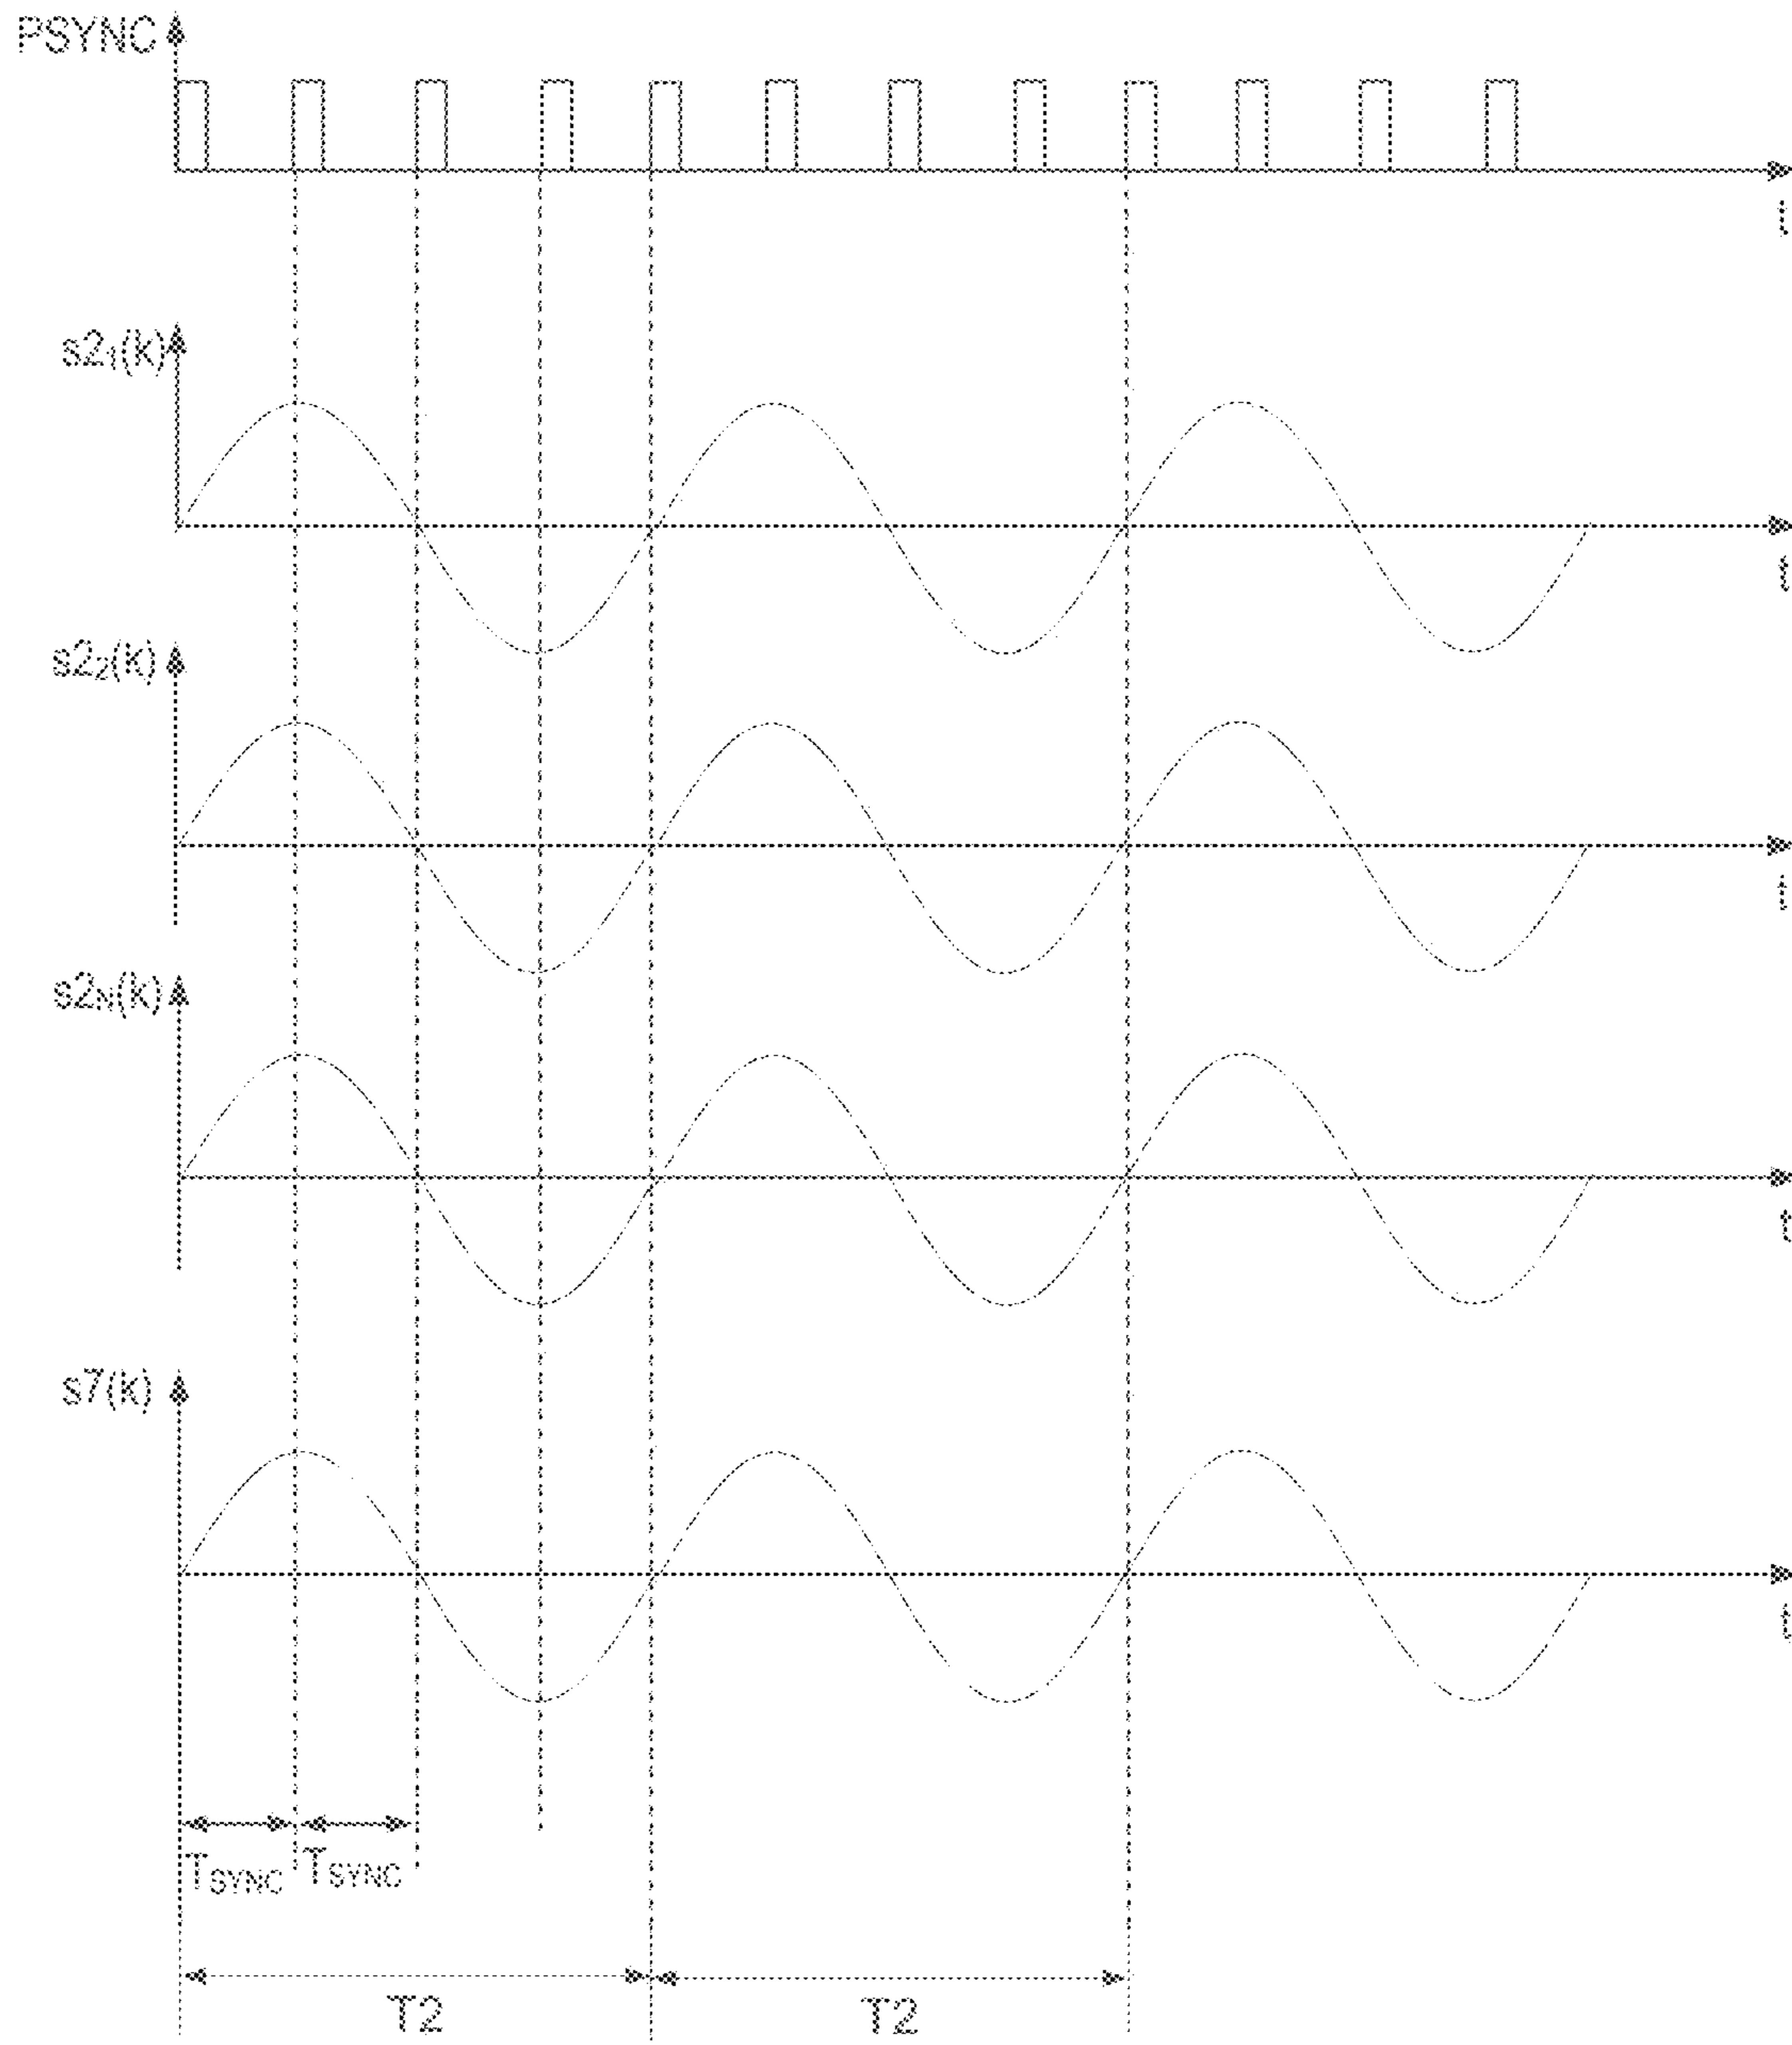 PSYNC
t
s2₁(k)
t
s2₂(k)
t
s2N(k)
t
s7(k)
t
TSYNC TSYNC
T2 T2